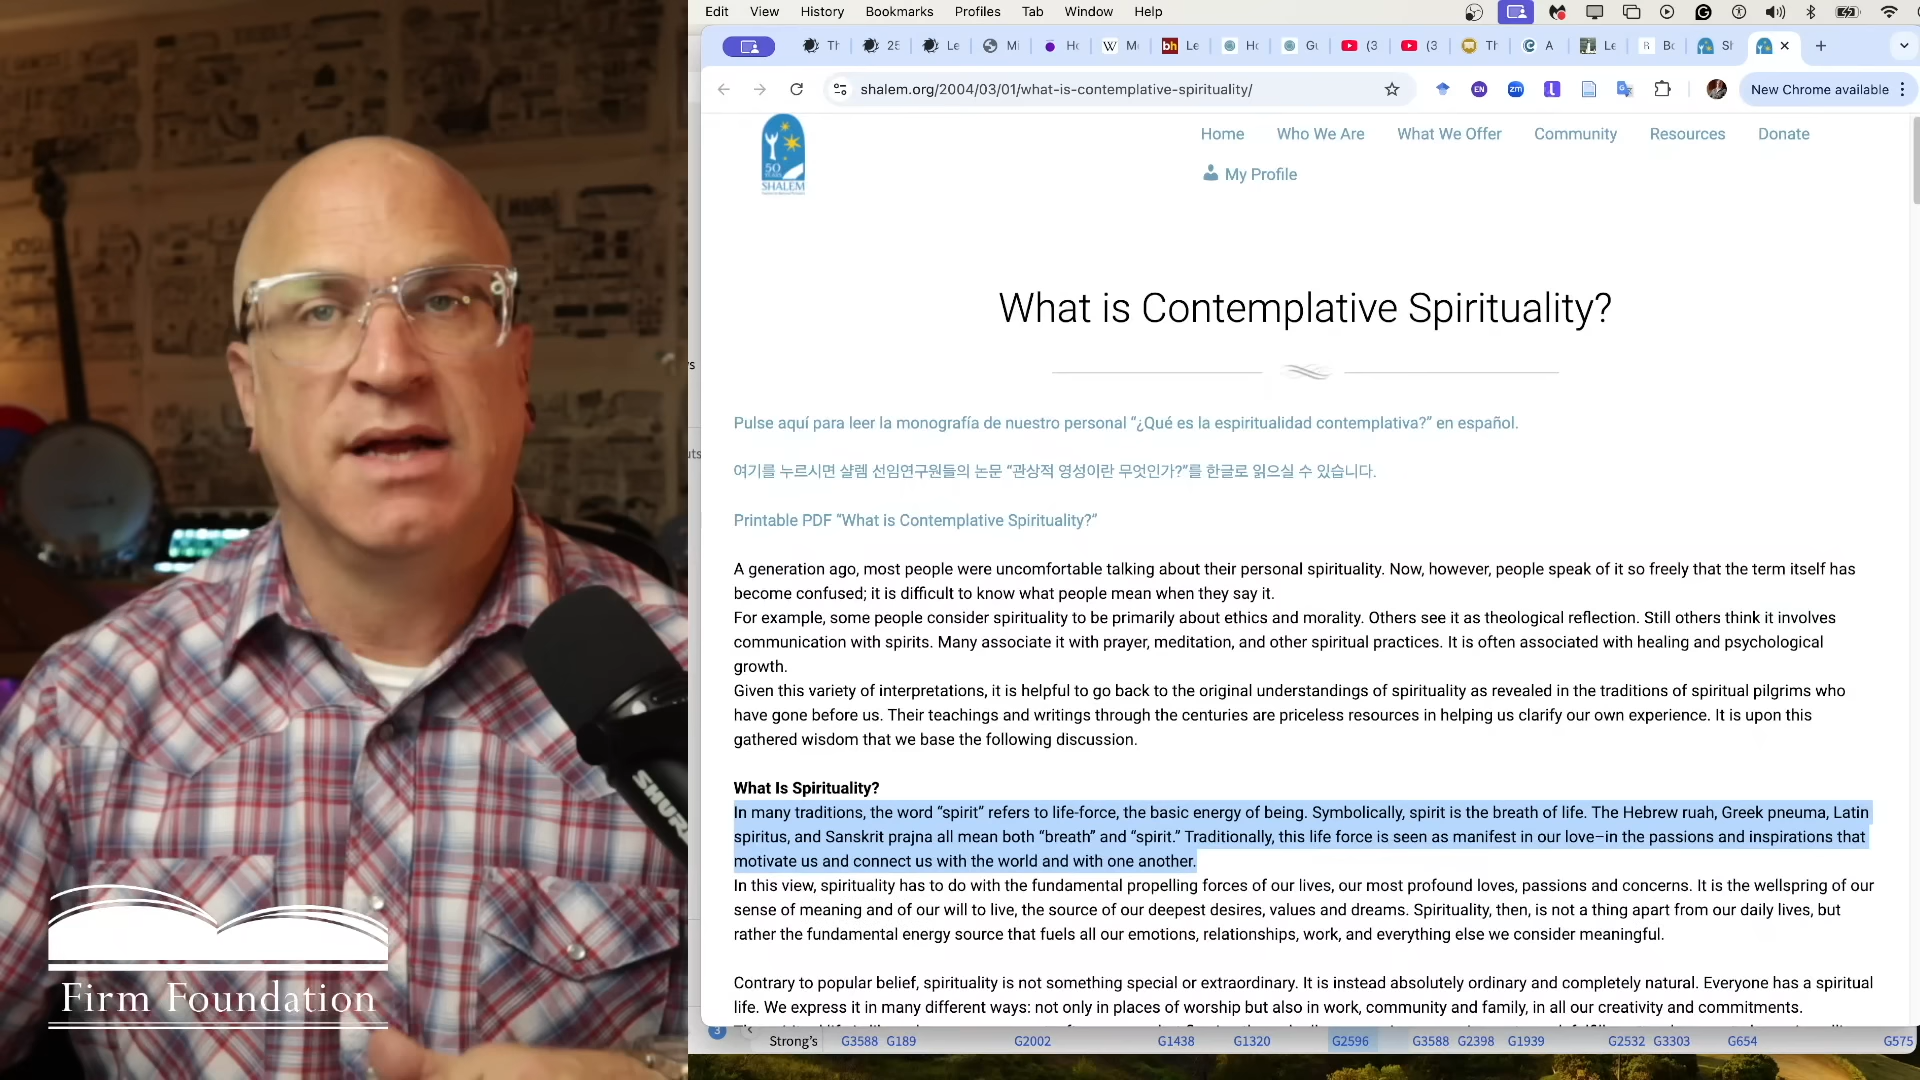 Edit View History Bookmarks Profiles Tab Window Help
Th 2E Le Mi Ho W Mi bh Le Ho Gu (3 (3 Th A Le R Bo Sh
shalem.org/2004/03/01/what-is-contemplative-spirituality/
EN zm New Chrome available
50
YEARS
SHALEM
Home Who We Are What We Offer Community Resources Donate
My Profile
What is Contemplative Spirituality?
Pulse aquí para leer la monografía de nuestro personal “¿Qué es la espiritualidad contemplativa?” en español.
여기를 누르시면 샬렘 선임연구원들의 논문 “관상적 영성이란 무엇인가?”를 한글로 읽으실 수 있습니다.
Printable PDF “What is Contemplative Spirituality?”
A generation ago, most people were uncomfortable talking about their personal spirituality. Now, however, people speak of it so freely that the term itself has
become confused; it is difficult to know what people mean when they say it.
For example, some people consider spirituality to be primarily about ethics and morality. Others see it as theological reflection. Still others think it involves
communication with spirits. Many associate it with prayer, meditation, and other spiritual practices. It is often associated with healing and psychological
growth.
Given this variety of interpretations, it is helpful to go back to the original understandings of spirituality as revealed in the traditions of spiritual pilgrims who
have gone before us. Their teachings and writings through the centuries are priceless resources in helping us clarify our own experience. It is upon this
gathered wisdom that we base the following discussion.
What Is Spirituality?
In many traditions, the word “spirit” refers to life-force, the basic energy of being. Symbolically, spirit is the breath of life. The Hebrew ruah, Greek pneuma, Latin
spiritus, and Sanskrit prajna all mean both “breath” and “spirit.” Traditionally, this life force is seen as manifest in our love–in the passions and inspirations that
motivate us and connect us with the world and with one another.
In this view, spirituality has to do with the fundamental propelling forces of our lives, our most profound loves, passions and concerns. It is the wellspring of our
sense of meaning and of our will to live, the source of our deepest desires, values and dreams. Spirituality, then, is not a thing apart from our daily lives, but
rather the fundamental energy source that fuels all our emotions, relationships, work, and everything else we consider meaningful.
Contrary to popular belief, spirituality is not something special or extraordinary. It is instead absolutely ordinary and completely natural. Everyone has a spiritual
life. We express it in many different ways: not only in places of worship but also in work, community and family, in all our creativity and commitments.
3 Strong’s G3588 G189 G2002 G1438 G1320 G2596 G3588 G2398 G1939 G2532 G3303 G654 G575
SHURE
Firm Foundation